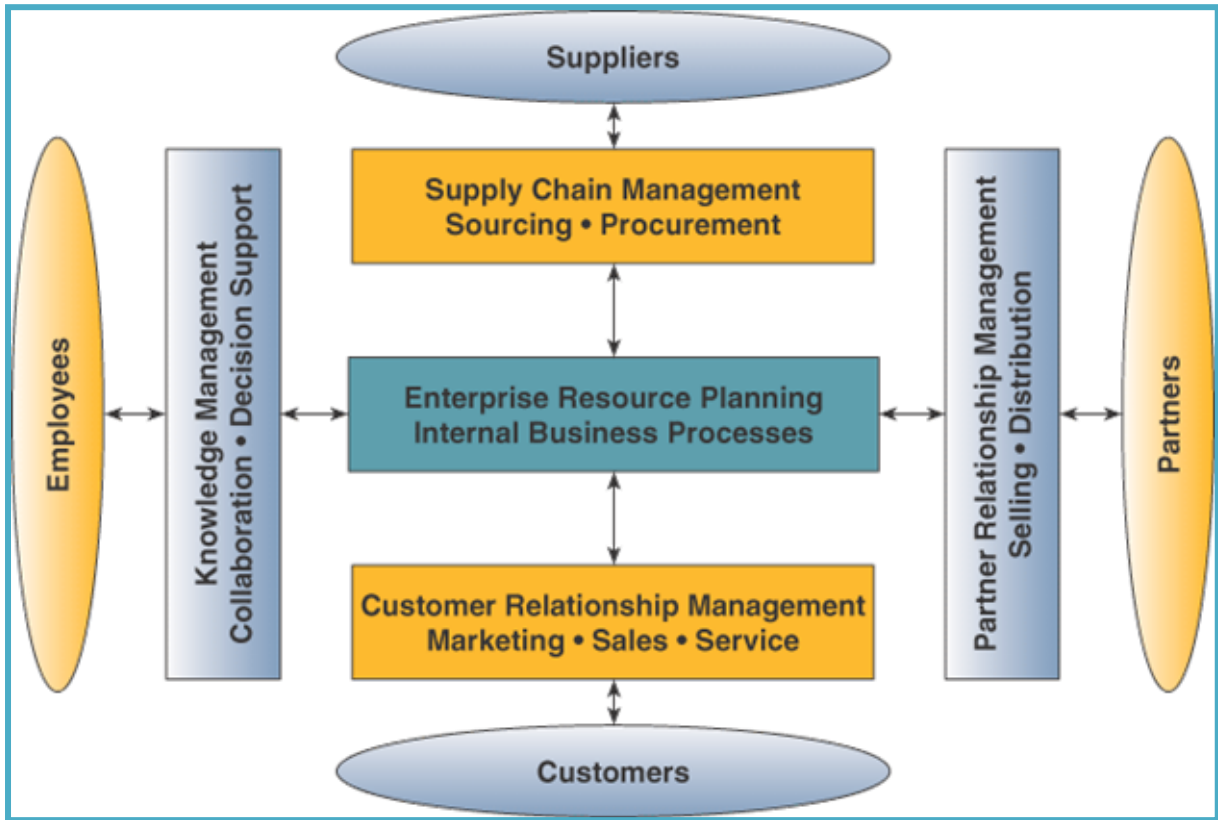 Suppliers
Supply Chain Management
Sourcing • Procurement
Employees
Knowledge Management
Collaboration • Decision Support
Enterprise Resource Planning
Internal Business Processes
Partner Relationship Management
Selling • Distribution
Partners
Customer Relationship Management
Marketing • Sales • Service
Customers